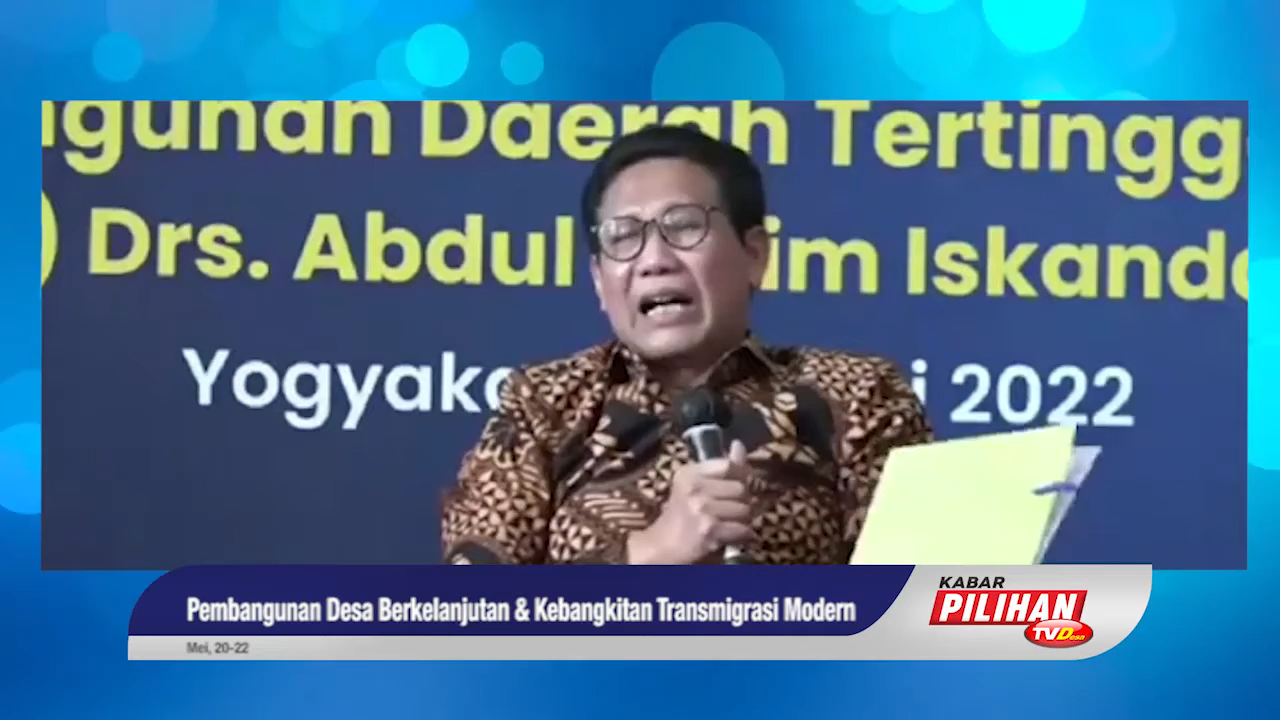 gunan Daerah Tertingg
) Drs. Abdul im Iskand
Yogyaka i 2022
Pembangunan Desa Berkelanjutan & Kebangkitan Transmigrasi Modern
Mei, 20-22
KABAR
PILIHAN
TVDesa